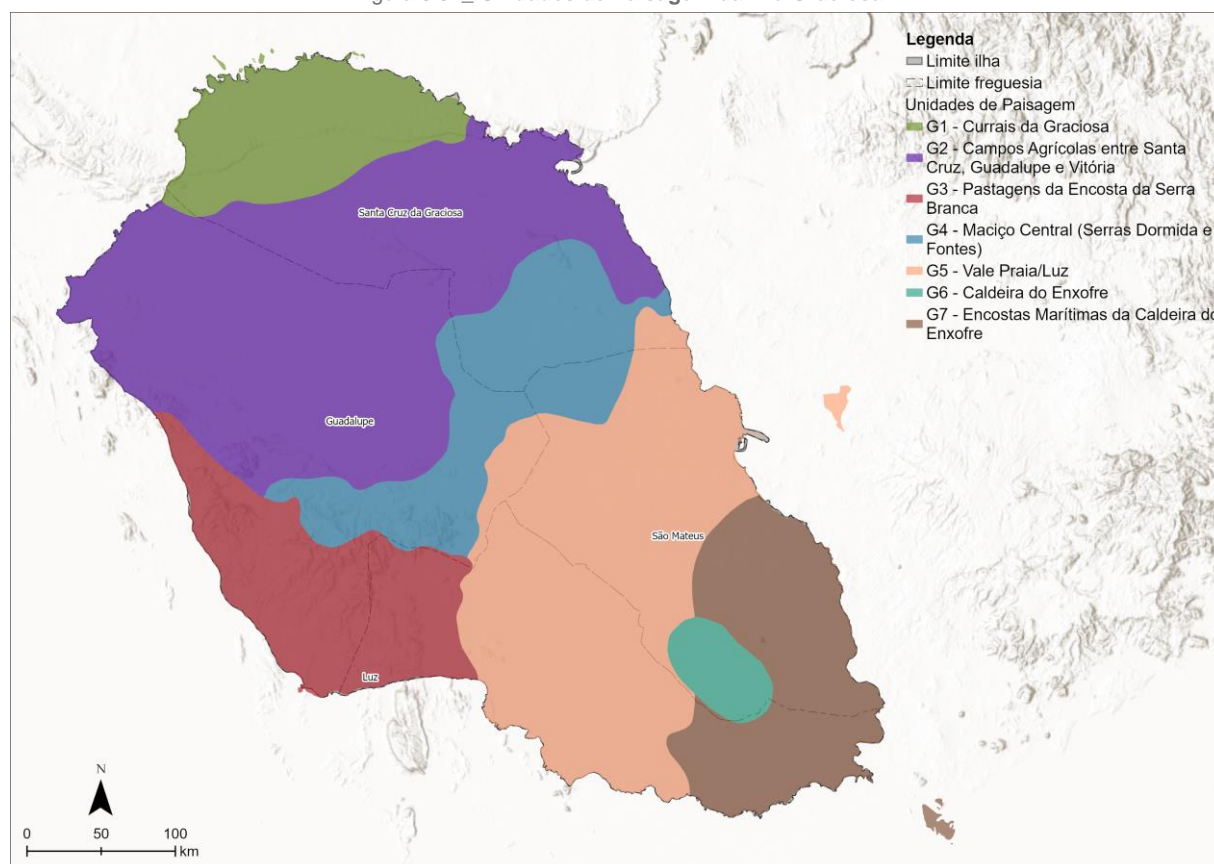 Legenda
Limite ilha
Limite freguesia
Unidades de Paisagem
G1 - Currais da Graciosa
G2 - Campos Agrícolas entre Santa
Cruz, Guadalupe e Vitória
G3 - Pastagens da Encosta da Serra
Branca
G4 - Maciço Central (Serras Dormida e
Fontes)
G5 - Vale Praia/Luz
G6 - Caldeira do Enxofre
G7 - Encostas Marítimas da Caldeira do
Enxofre
Santa Cruz da Graciosa
Guadalupe
São Mateus
Luz
N
0 50 100
km